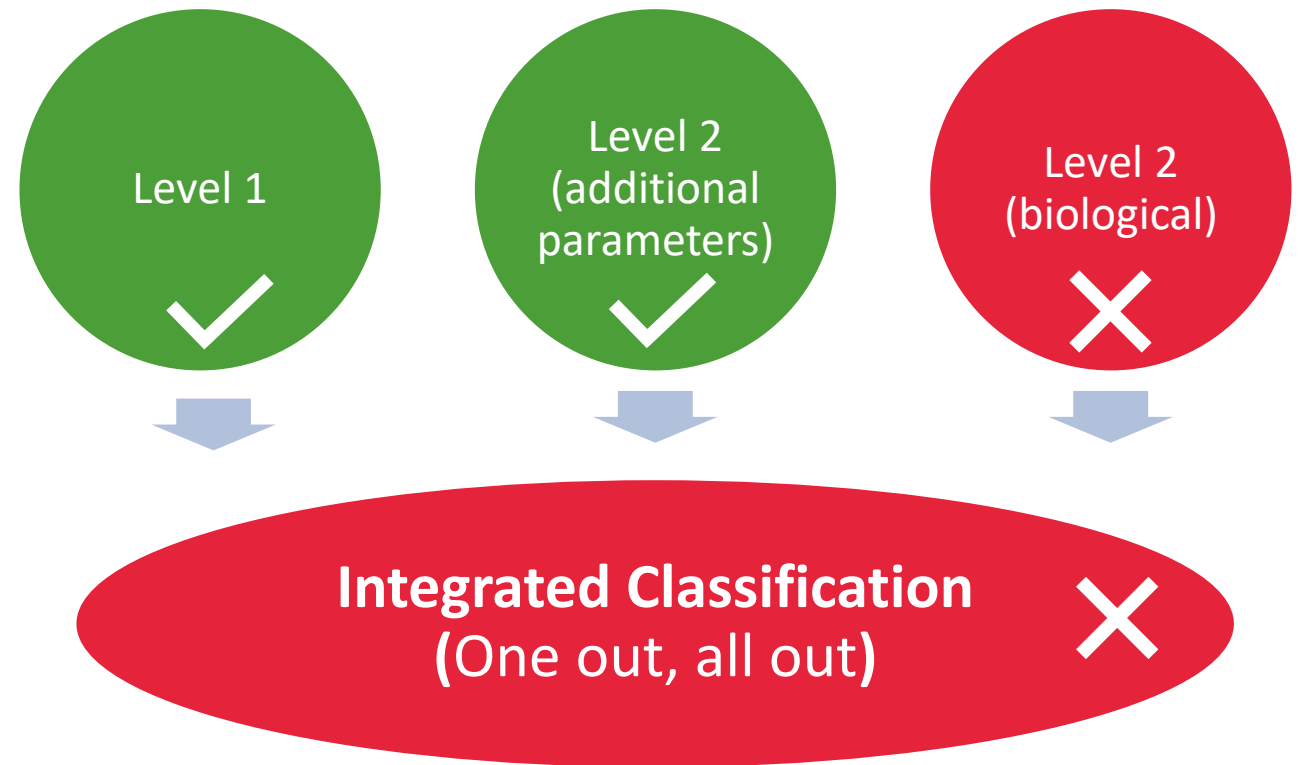 Level 1
Level 2
(additional
parameters)
Level 2
(biological)
Integrated Classification
(One out, all out)